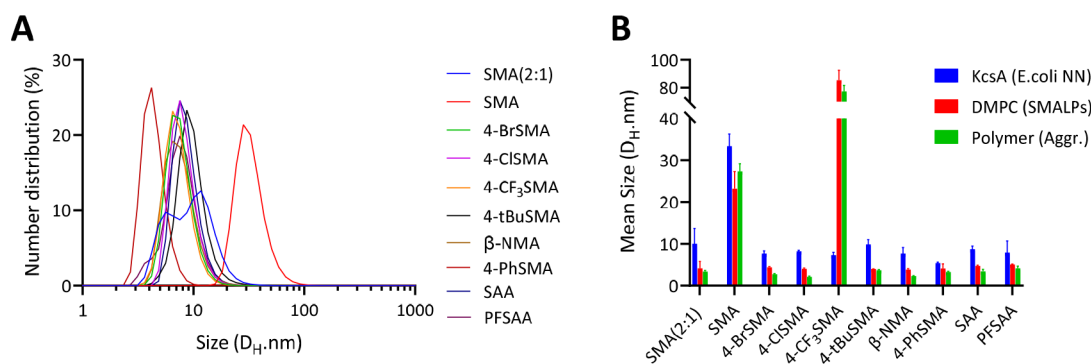 A
Number distribution (%)
30
20
10
0
1
10
100
1000
Size (D_H.nm)
SMA(2:1)
SMA
4-BrSMA
4-ClSMA
4-CF₃SMA
4-tBuSMA
β-NMA
4-PhSMA
SAA
PFSAA
B
Mean Size (D_H.nm)
100
80
40
30
20
10
0
SMA(2:1)
SMA
4-BrSMA
4-ClSMA
4-CF₃SMA
4-tBuSMA
β-NMA
4-PhSMA
SAA
PFSAA
KcsA (E.coli NN)
DMPC (SMALPs)
Polymer (Aggr.)